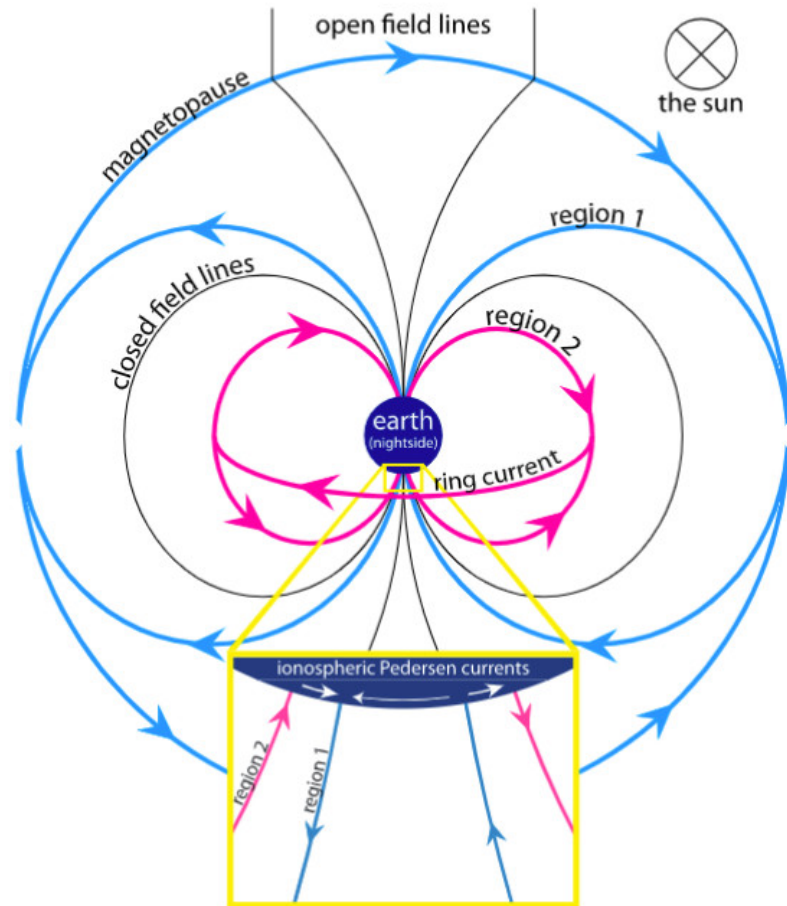 open field lines
the sun
magnetopause
region 1
closed field lines
region 2
earth
(nightside)
ring current
ionospheric Pedersen currents
region 2
region 1